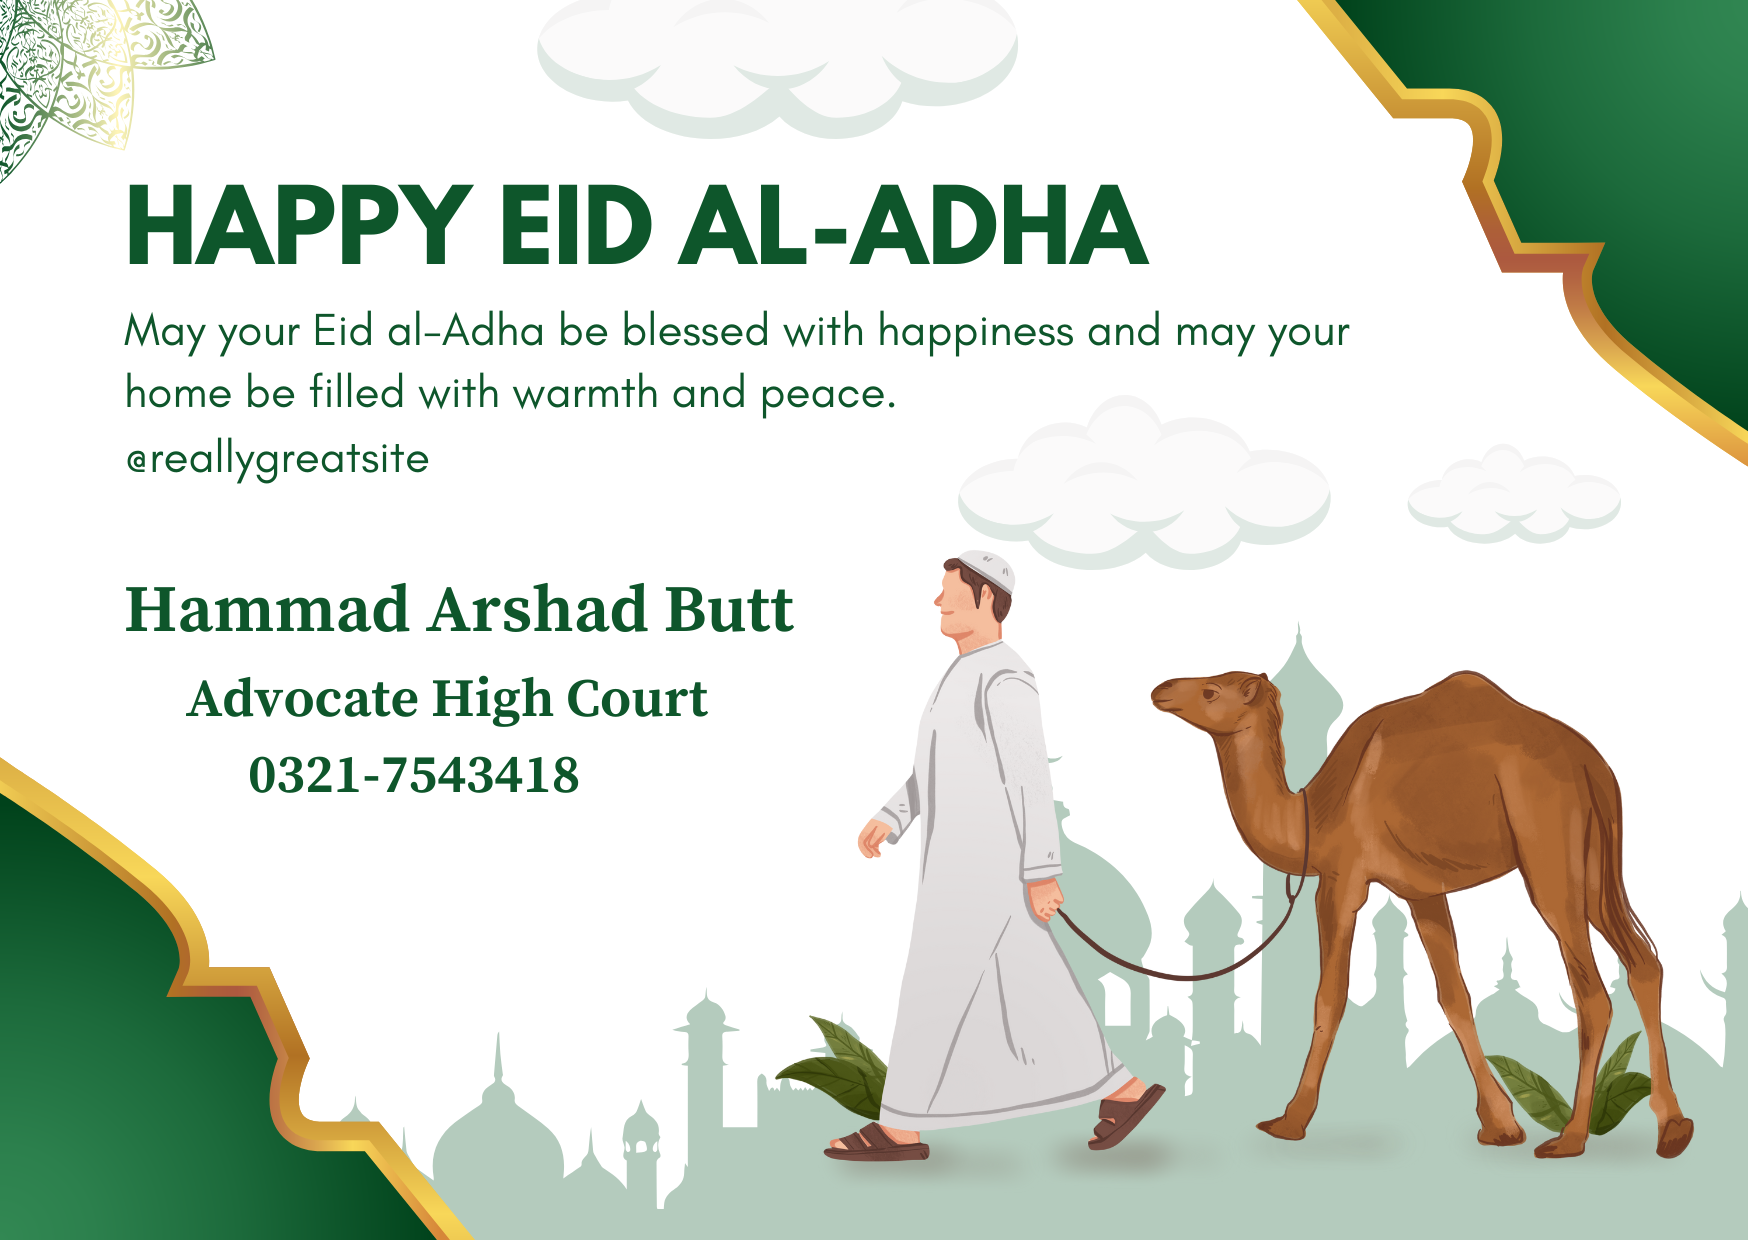 HAPPY EID AL-ADHA
May your Eid al-Adha be blessed with happiness and may your
home be filled with warmth and peace.
@reallygreatsite
Hammad Arshad Butt
Advocate High Court
0321-7543418